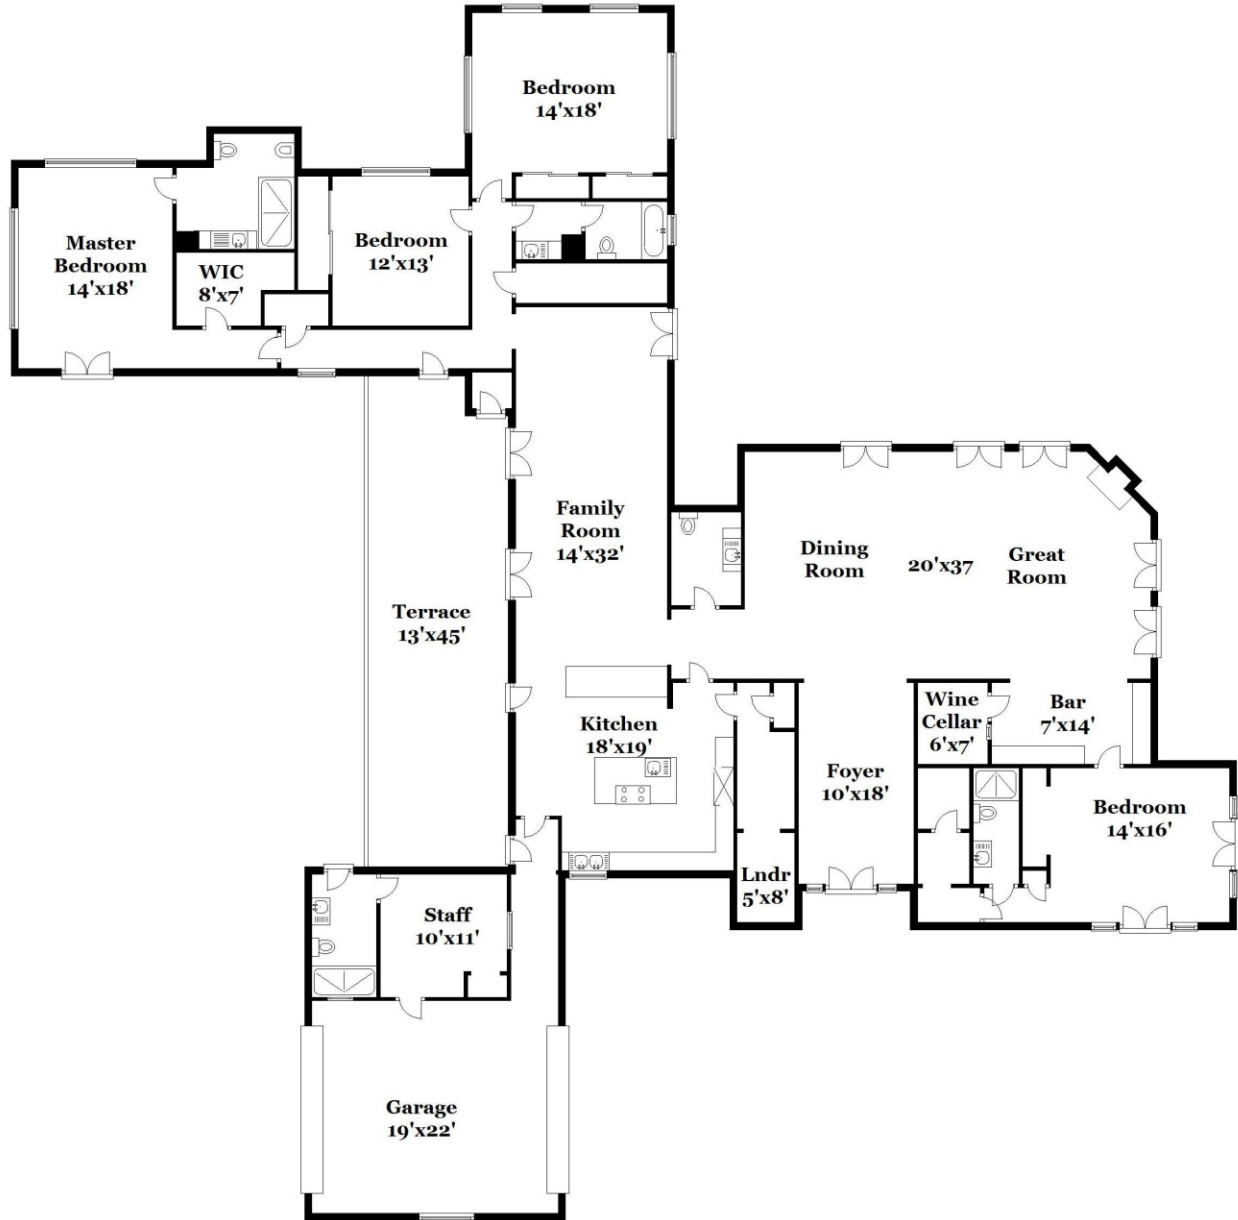 Bedroom
14'x18'
Master
Bedroom
14'x18'
WIC
8'x7'
Bedroom
12'x13'
Family
Room
14'x32'
Dining
Room
20'x37
Great
Room
Terrace
13'x45'
Kitchen
18'x19'
Wine
Cellar
6'x7'
Bar
7'x14'
Foyer
10'x18'
Bedroom
14'x16'
Lndr
5'x8'
Staff
10'x11'
Garage
19'x22'